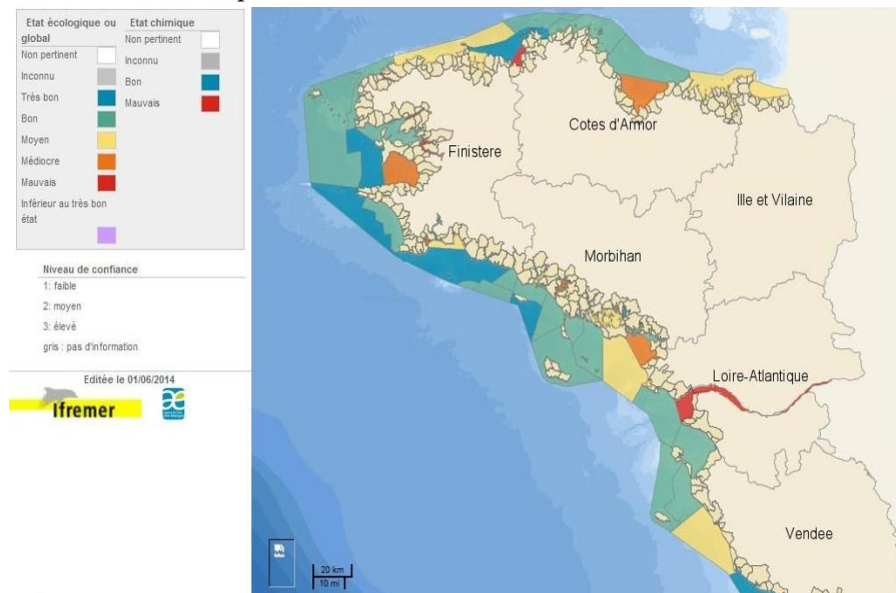 Etat écologique ou
global
Non pertinent
Inconnu
Très bon
Bon
Moyen
Médiocre
Mauvais
Inférieur au très bon
état
Etat chimique
Non pertinent
Inconnu
Bon
Mauvais
Niveau de confiance
1: faible
2: moyen
3: élevé
gris : pas d'information
Editée le 01/06/2014
Ifremer
Finistere
Cotes d'Armor
Ille et Vilaine
Morbihan
Loire-Atlantique
Vendee
20 km
10 mi